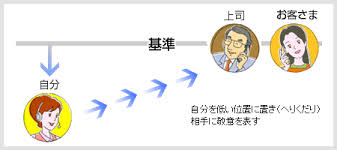 上司
お客さま
基準
自分
自分を低い位置に置き〈へりくだり〉
相手に敬意を表す